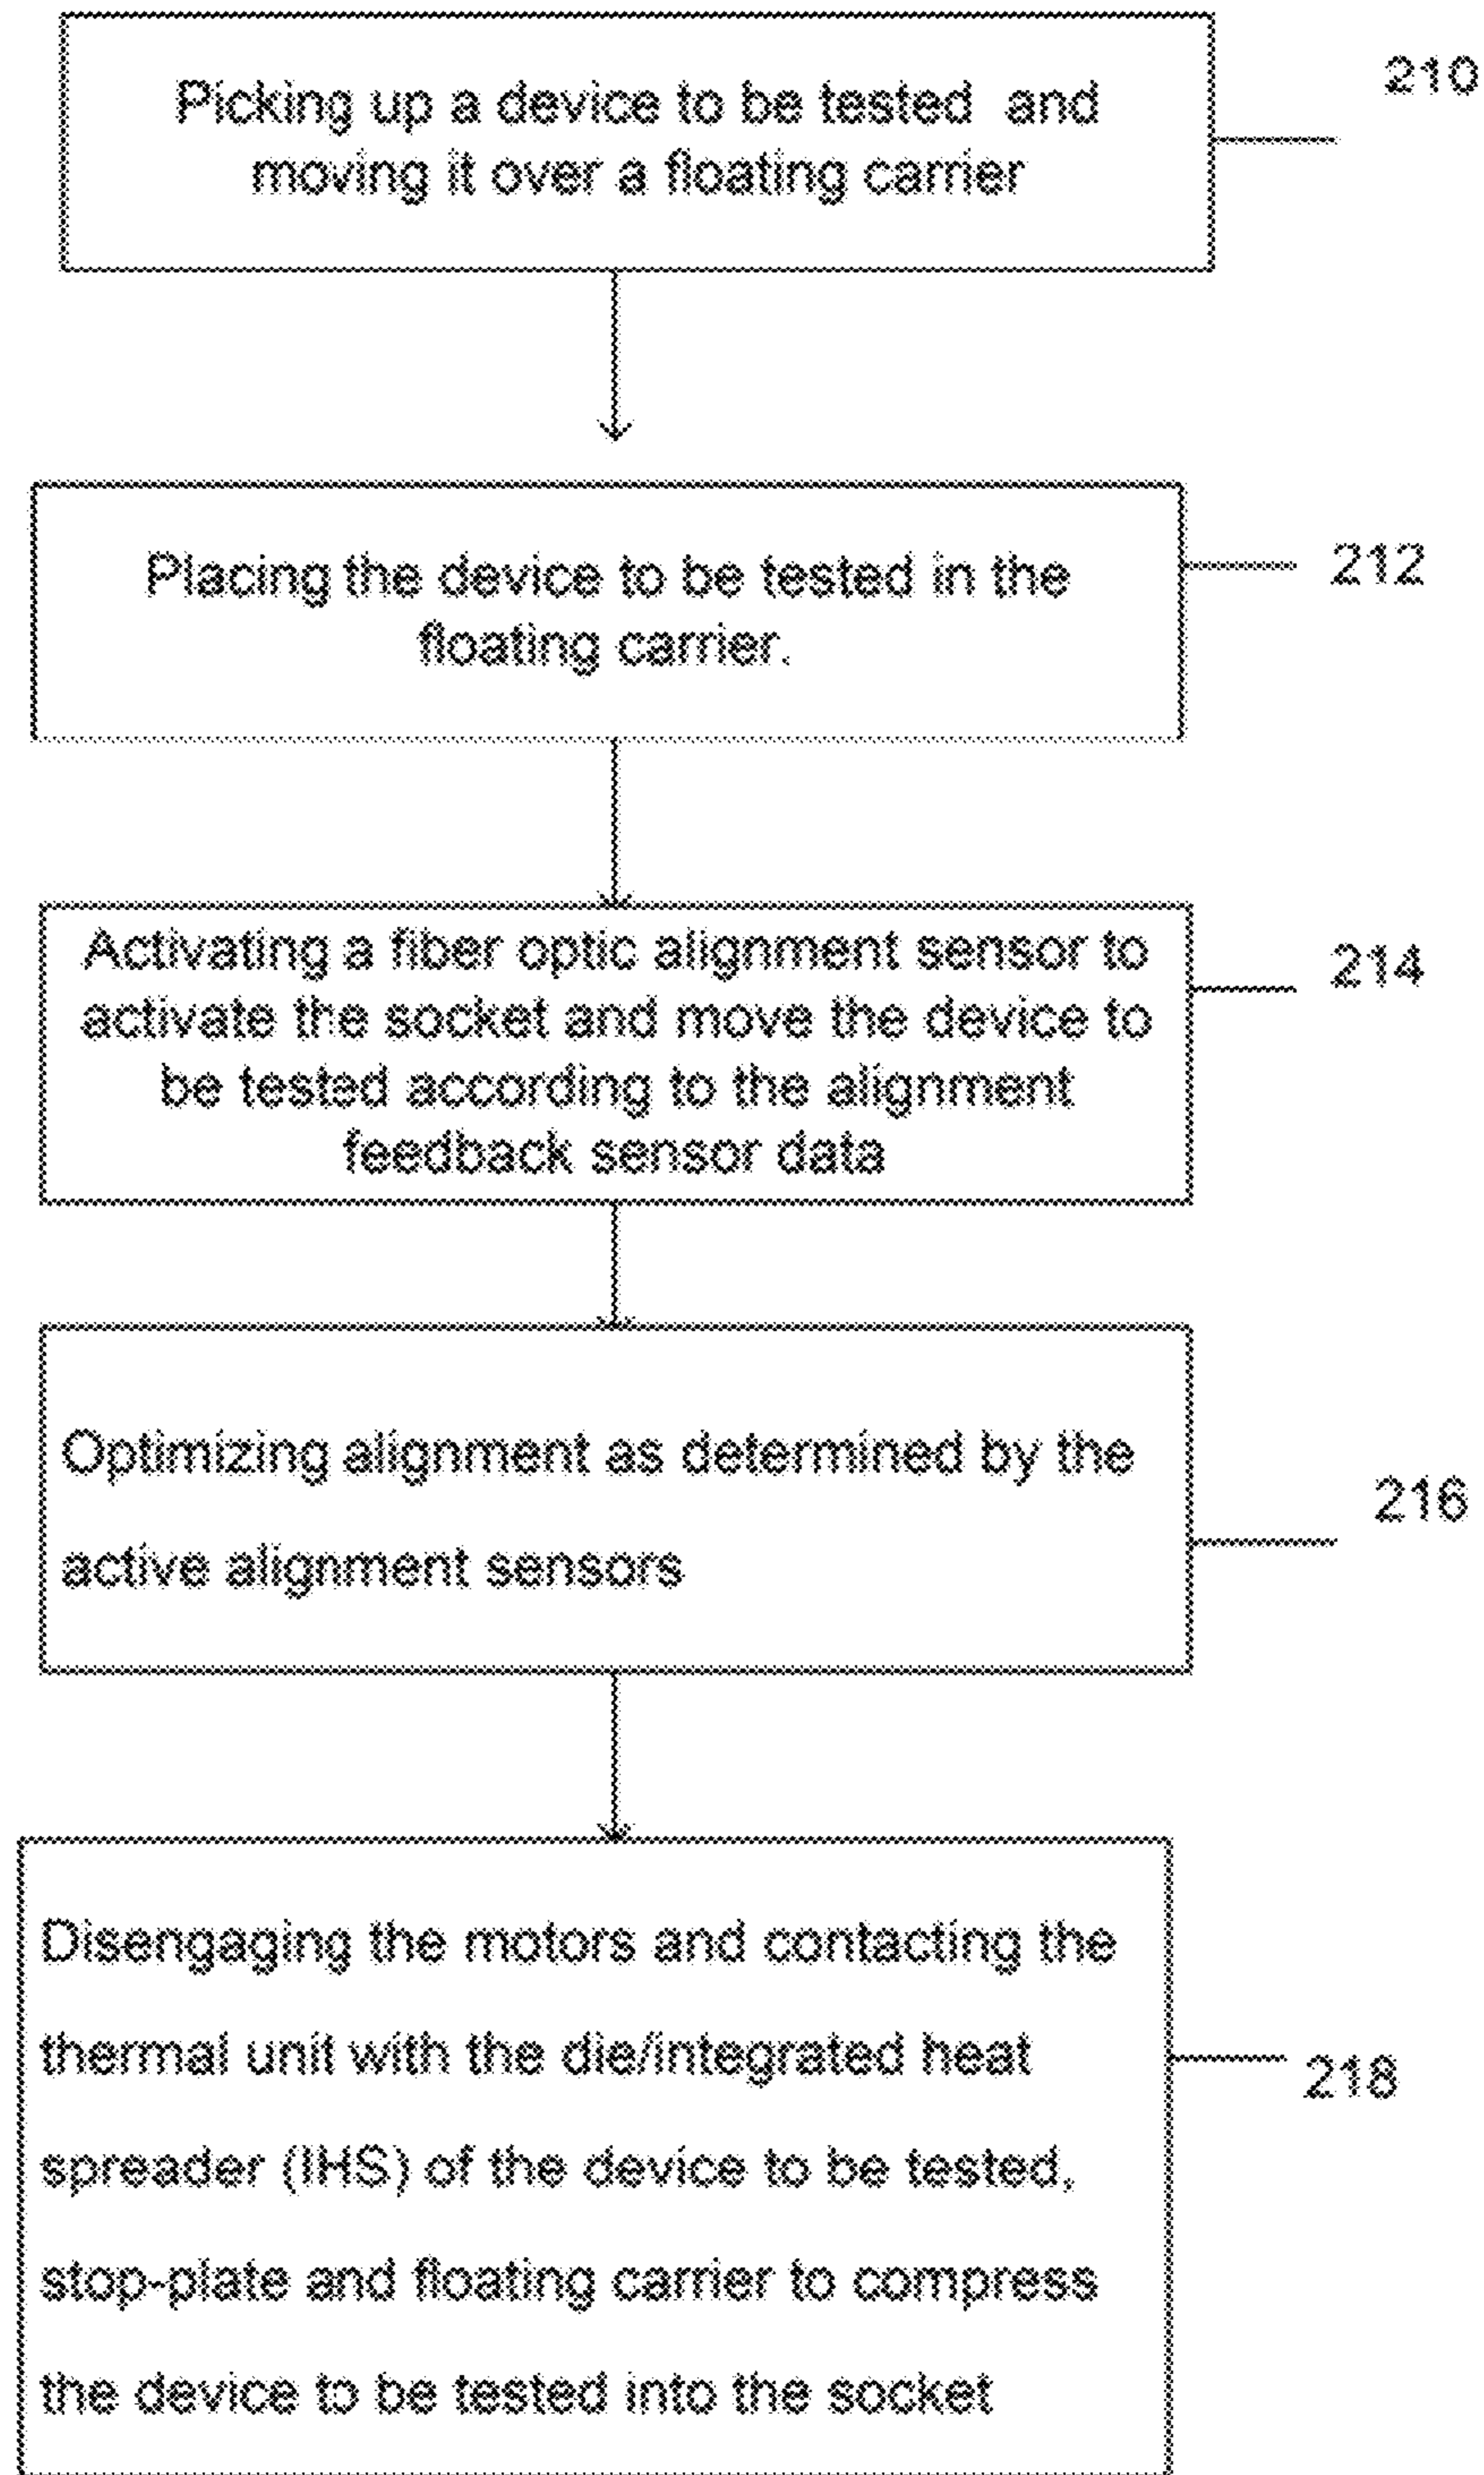 Picking up a device to be tested and
moving it over a floating carrier
210
Placing the device to be tested in the
floating carrier.
212
Activating a fiber optic alignment sensor to
activate the socket and move the device to
be tested according to the alignment
feedback sensor data
214
Optimizing alignment as determined by the
active alignment sensors
216
Disengaging the motors and contacting the
thermal unit with the die/integrated heat
spreader (IHS) of the device to be tested,
stop-plate and floating carrier to compress
the device to be tested into the socket
218